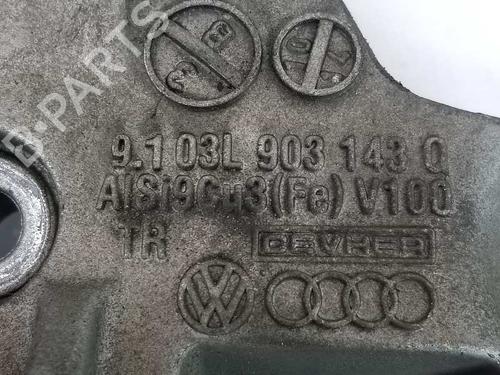 B-PARTS
9.1 03L 903 143 Q
AlSi9Cu3(Fe) V100
TR DEVHER